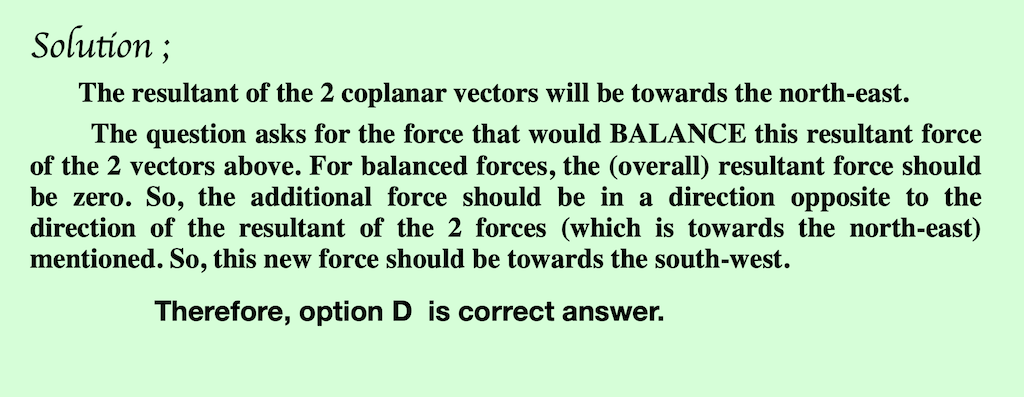 Solution ;
The resultant of the 2 coplanar vectors will be towards the north-east.
The question asks for the force that would BALANCE this resultant force
of the 2 vectors above. For balanced forces, the (overall) resultant force should
be zero. So, the additional force should be in a direction opposite to the
direction of the resultant of the 2 forces (which is towards the north-east)
mentioned. So, this new force should be towards the south-west.
Therefore, option D is correct answer.